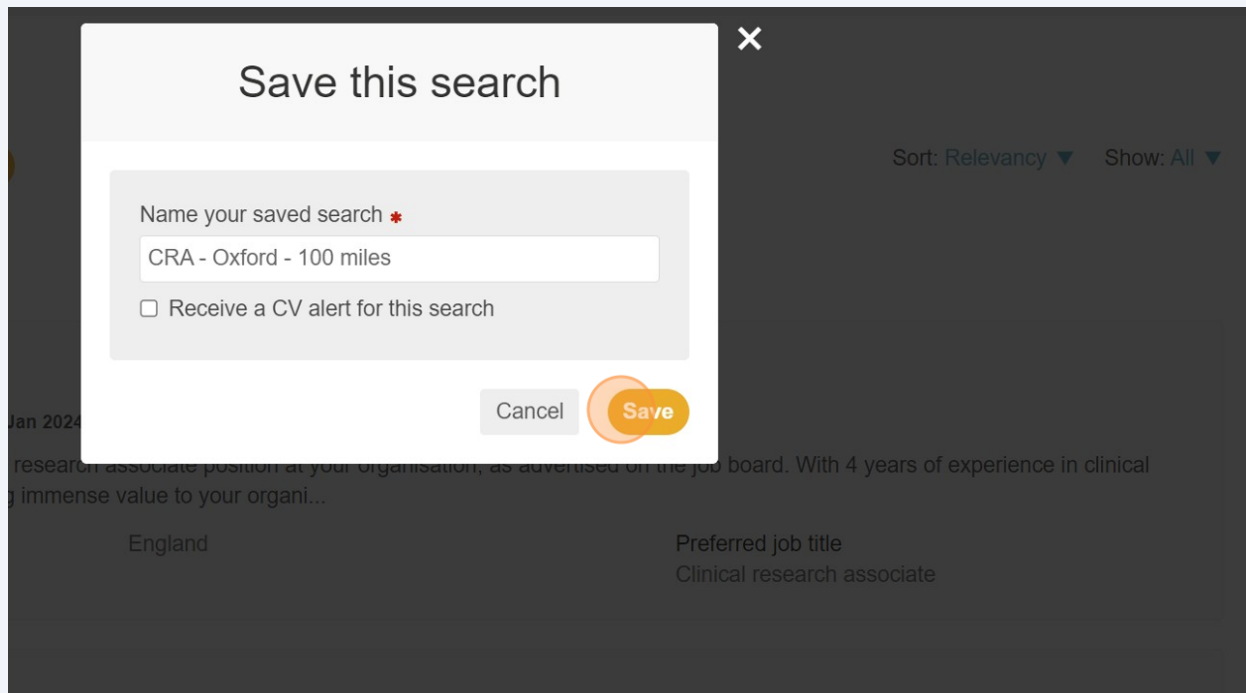 Save this search
Sort: Relevancy ▼ Show: All ▼
Name your saved search *
CRA - Oxford - 100 miles
Receive a CV alert for this search
Cancel Save
Jan 2024
research associate position at your organisation, as advertised on the job board. With 4 years of experience in clinical
immense value to your organi...
England Preferred job title
Clinical research associate